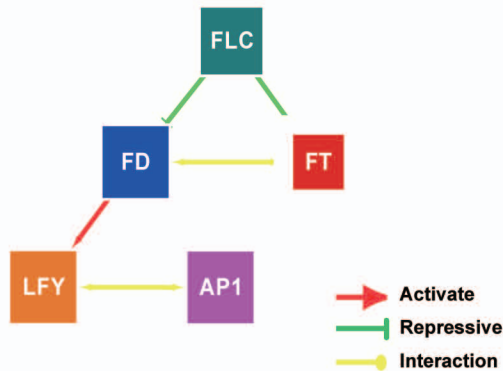 FLC
FD
FT
LFY
AP1
Activate
Repressive
Interaction